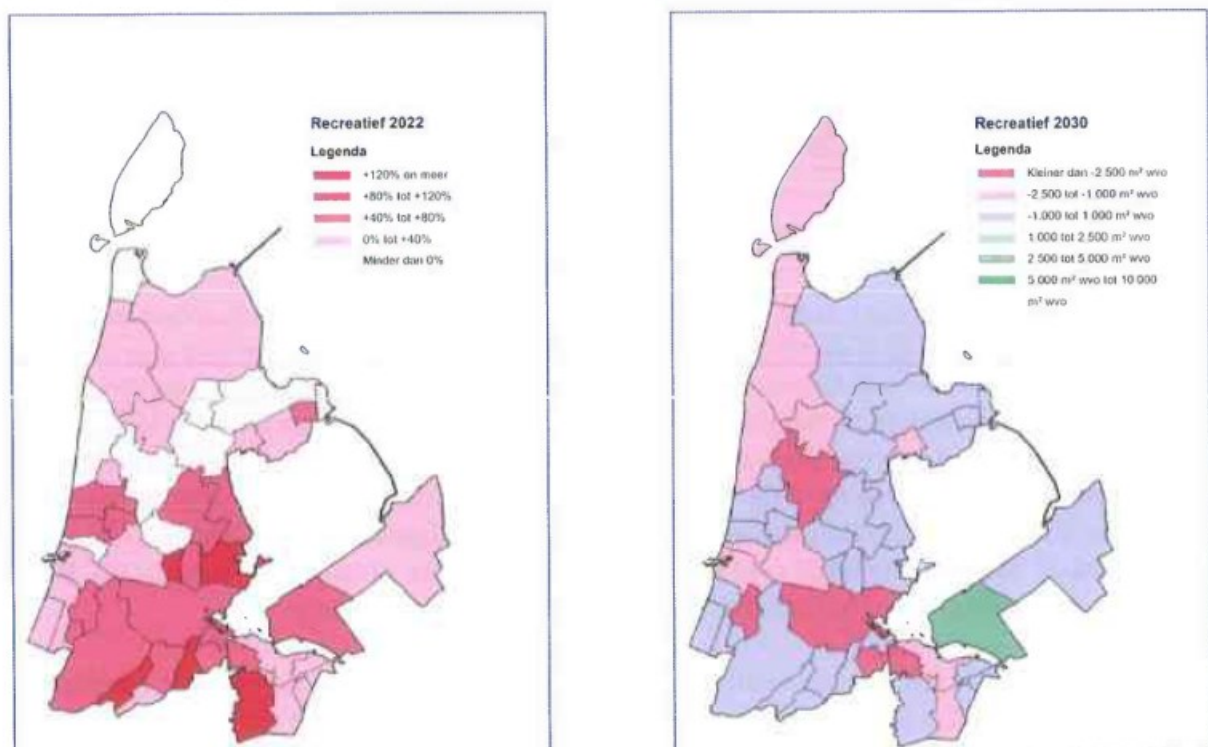 Recreatief 2022
Legenda
+120% en meer
+80% tot +120%
+40% tot +80%
0% tot +40%
Minder dan 0%
Recreatief 2030
Legenda
Kleiner dan -2 500 m² wvo
-2 500 tot -1 000 m² wvo
-1.000 tot 1 000 m² wvo
1 000 tot 2 500 m² wvo
2 500 tot 5 000 m² wvo
5 000 m² wvo tot 10 000
m² wvo